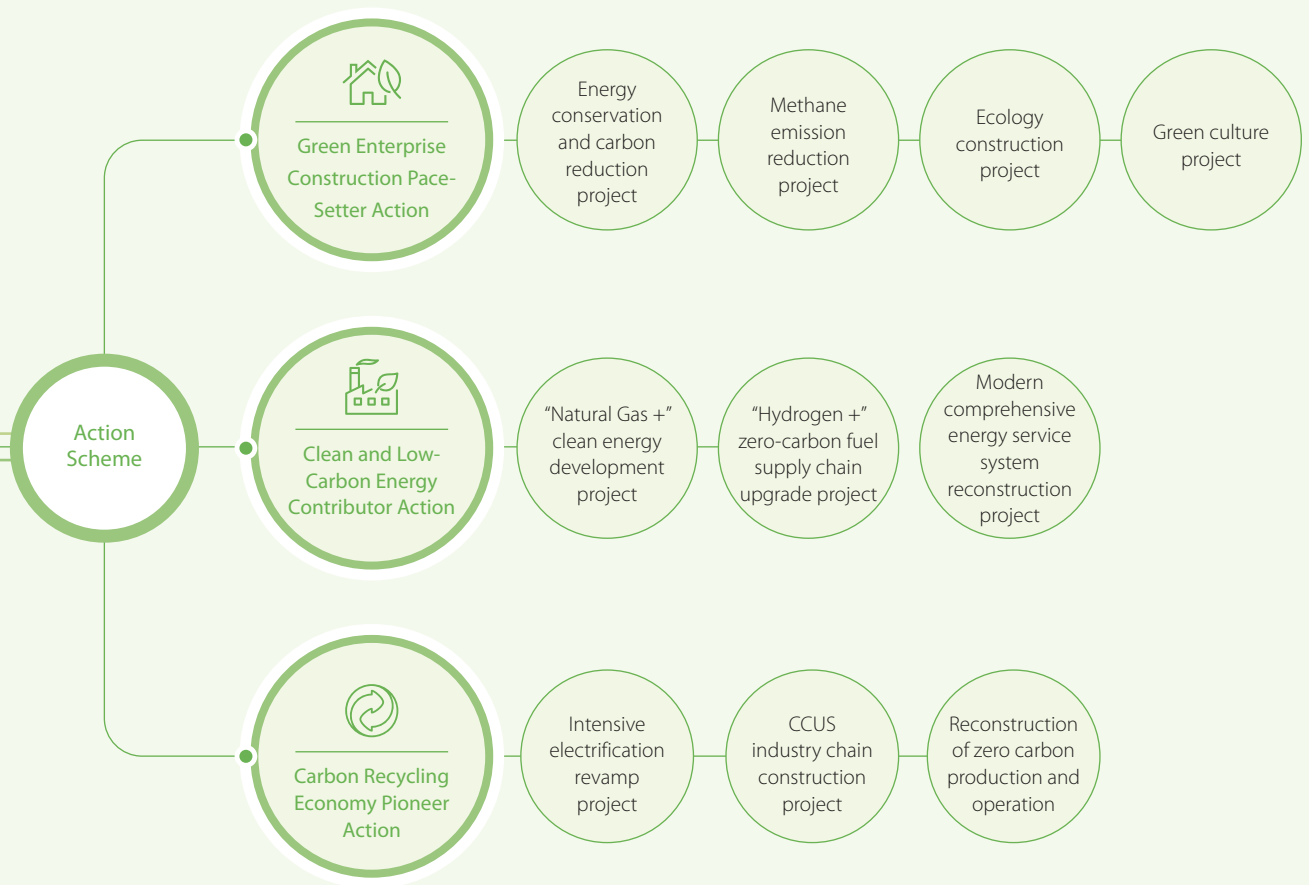 Action
Scheme
Green Enterprise
Construction Pace-
Setter Action
Energy
conservation
and carbon
reduction
project
Methane
emission
reduction
project
Ecology
construction
project
Green culture
project
Clean and Low-
Carbon Energy
Contributor Action
“Natural Gas +”
clean energy
development
project
“Hydrogen +”
zero-carbon fuel
supply chain
upgrade project
Modern
comprehensive
energy service
system
reconstruction
project
Carbon Recycling
Economy Pioneer
Action
Intensive
electrification
revamp
project
CCUS
industry chain
construction
project
Reconstruction
of zero carbon
production and
operation